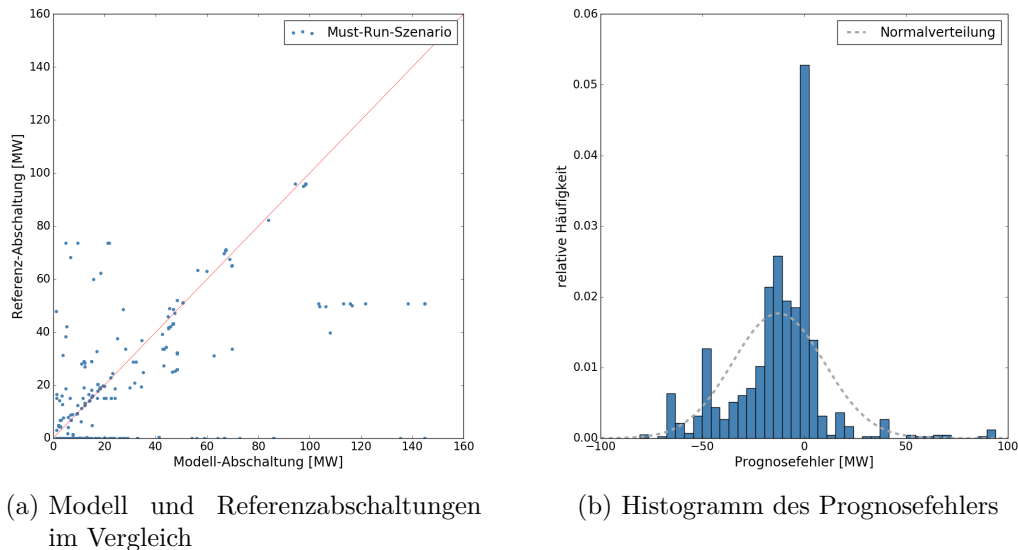 160
140
120
100
80
60
40
20
0
0 20 40 60 80 100 120 140 160
Referenz-Abschaltung [MW]
Modell-Abschaltung [MW]
Must-Run-Szenario
0.06
0.05
0.04
0.03
0.02
0.01
0.00
−100 −50 0 50 100
relative Häufigkeit
Prognosefehler [MW]
Normalverteilung
(a) Modell und Referenzabschaltungen
im Vergleich
(b) Histogramm des Prognosefehlers